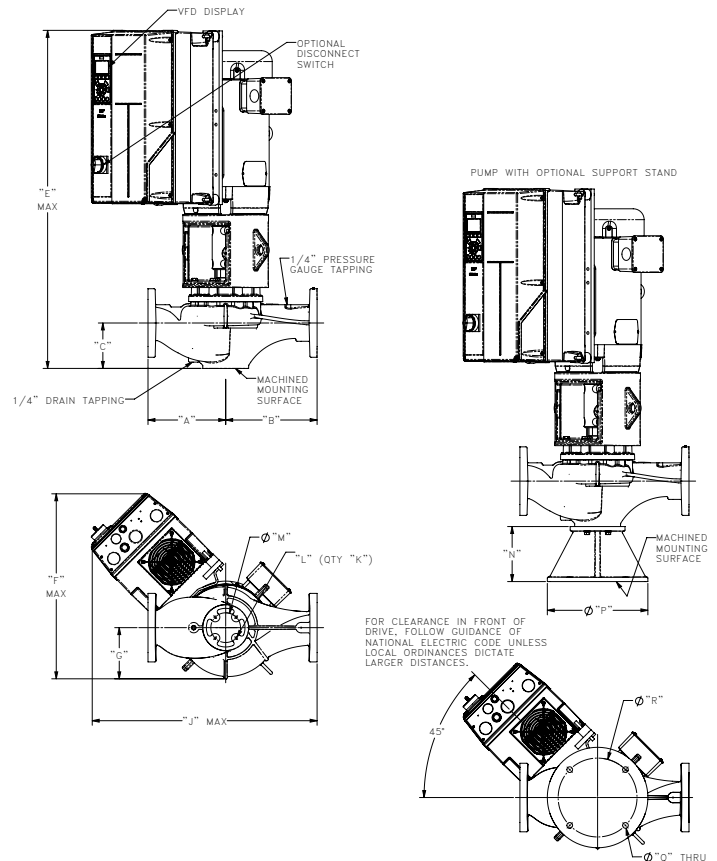 VFD DISPLAY
OPTIONAL
DISCONNECT
SWITCH
"E"
MAX
1/4" PRESSURE
GAUGE TAPPING
"C"
MACHINED
MOUNTING
SURFACE
1/4" DRAIN TAPPING
"A"
"B"
PUMP WITH OPTIONAL SUPPORT STAND
"N"
MACHINED
MOUNTING
SURFACE
Ø "P"
"F"
MAX
Ø"M"
"L" (QTY "K")
"G"
"J" MAX
FOR CLEARANCE IN FRONT OF
DRIVE, FOLLOW GUIDANCE OF
NATIONAL ELECTRIC CODE UNLESS
LOCAL ORDINANCES DICTATE
LARGER DISTANCES.
45°
Ø"R"
Ø"Q" THRU